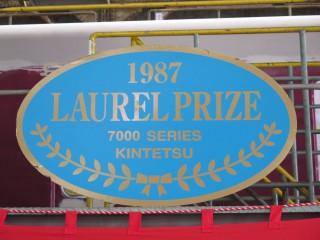 1987
LAUREL PRIZE
7000 SERIES
KINTETSU